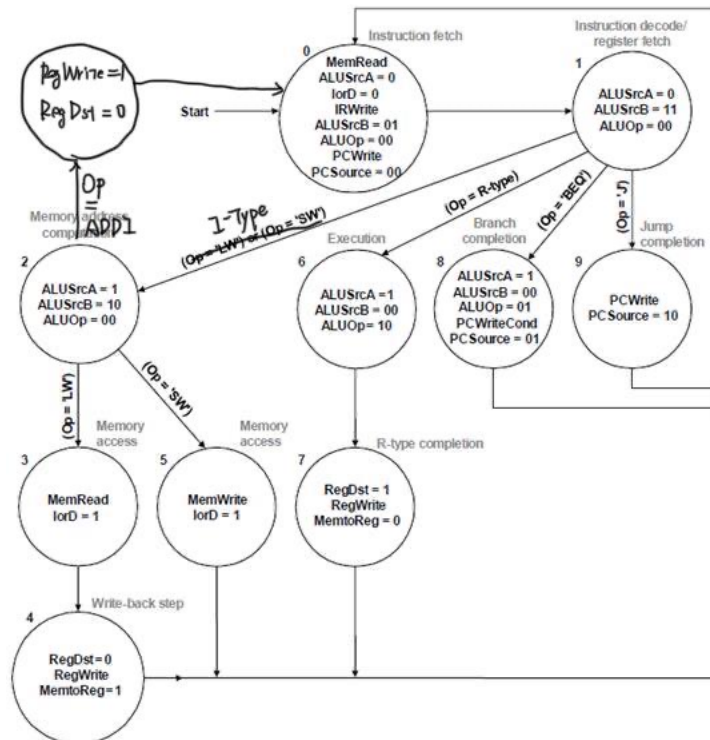 RegWrite=1
RegDst=0
Op
=
ADDI
Instruction fetch
0
MemRead
ALUSrcA = 0
IorD = 0
IRWrite
ALUSrcB = 01
ALUOp = 00
PCWrite
PCSource = 00
Start
Instruction decode/
register fetch
1
ALUSrcA = 0
ALUSrcB = 11
ALUOp = 00
I-Type
(Op = 'LW') or (Op = 'SW')
(Op = R-type)
(Op = 'BEQ')
(Op = 'J')
Memory address
2
ALUSrcA = 1
ALUSrcB = 10
ALUOp = 00
Execution
6
ALUSrcA =1
ALUSrcB = 00
ALUOp= 10
Branch
completion
8
ALUSrcA = 1
ALUSrcB = 00
ALUOp = 01
PCWriteCond
PCSource = 01
Jump
completion
9
PCWrite
PCSource = 10
(Op = 'LW')
(Op = 'SW')
Memory
access
3
MemRead
IorD = 1
Memory
access
5
MemWrite
IorD = 1
R-type completion
7
RegDst = 1
RegWrite
MemtoReg = 0
Write-back step
4
RegDst=0
RegWrite
MemtoReg=1